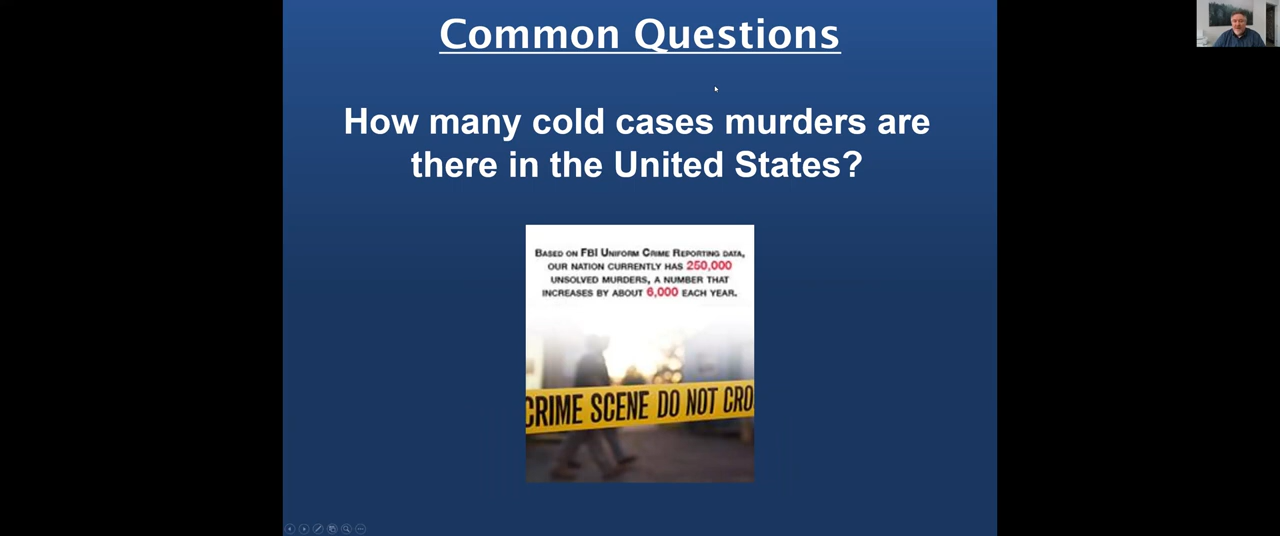 Common Questions
How many cold cases murders are
there in the United States?
Based on FBI Uniform Crime Reporting data,
our nation currently has 250,000
unsolved murders, a number that
increases by about 6,000 each year.
CRIME SCENE DO NOT CRO